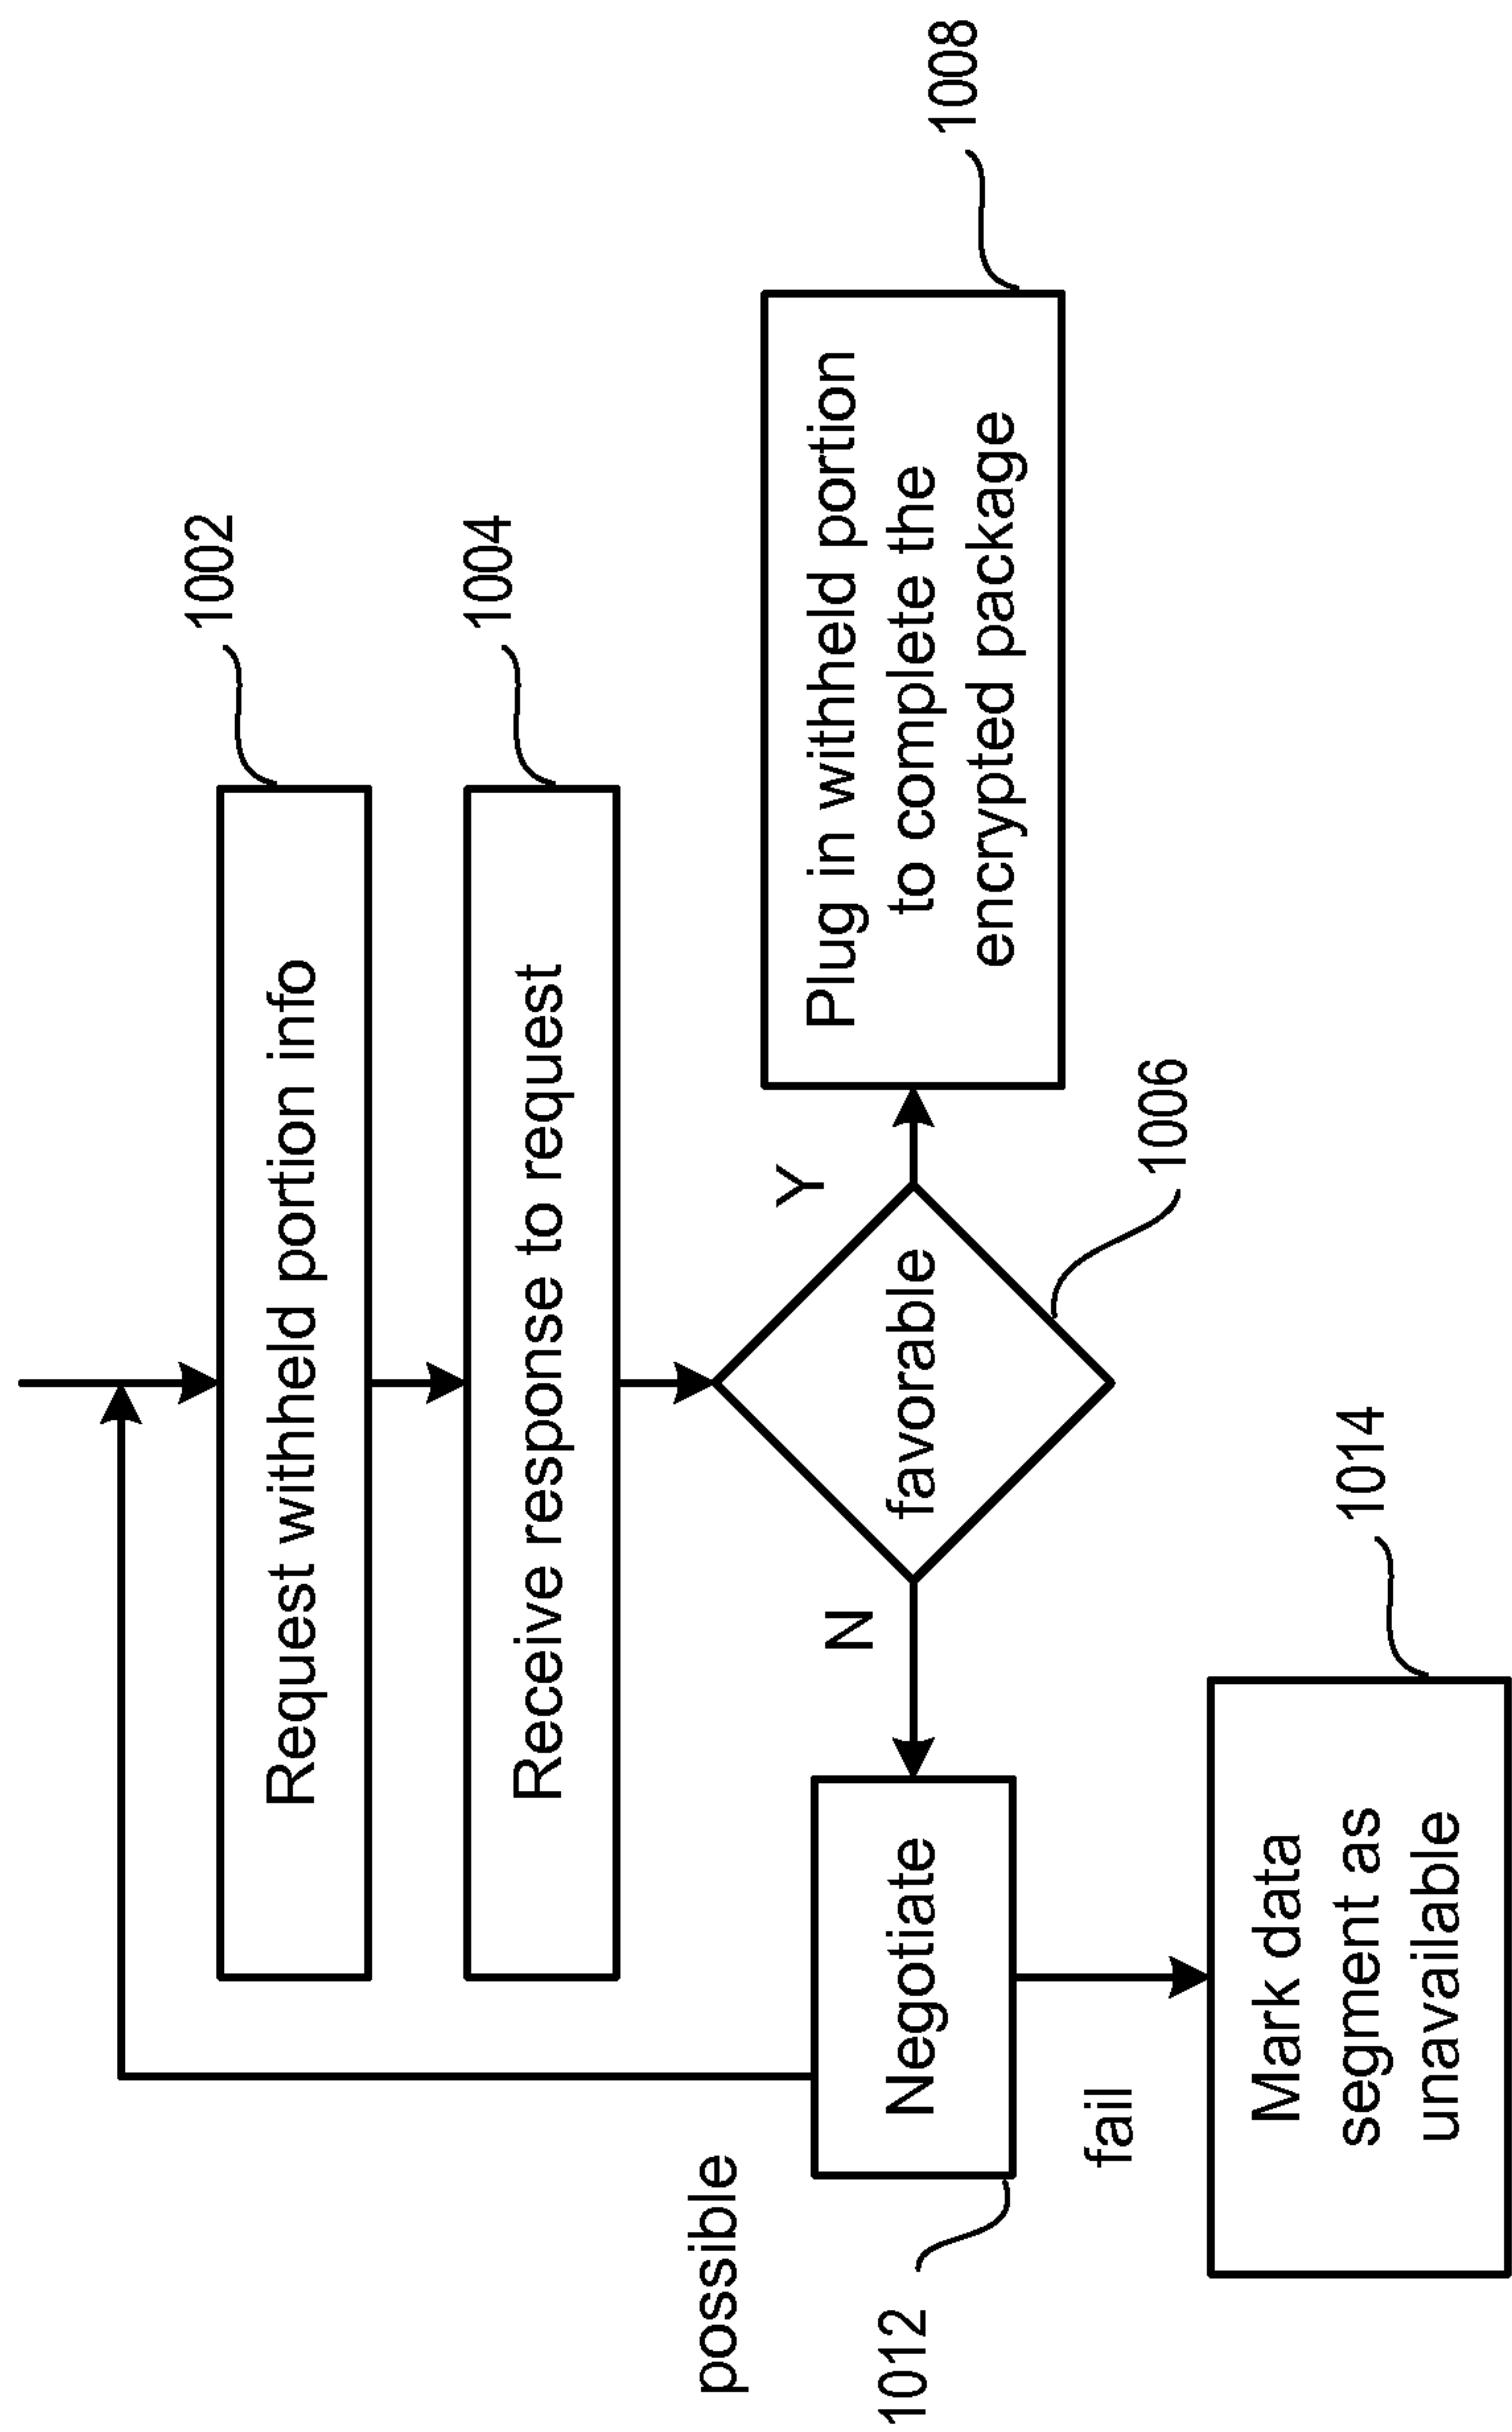 1002
Request withheld portion info
1004
Receive response to request
possible
1012
Negotiate
N
favorable
Y
1006
Plug in withheld portion
to complete the
encrypted package
1008
fail
1014
Mark data
segment as
unavailable